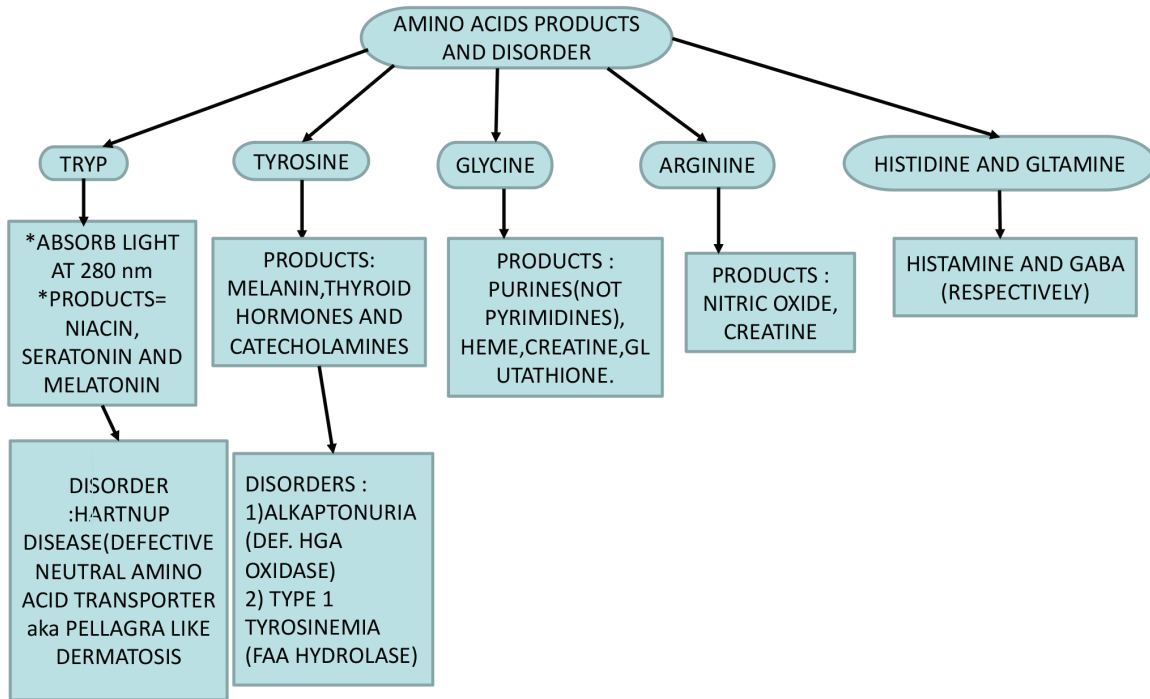 AMINO ACIDS PRODUCTS
AND DISORDER
TRYP
TYROSINE
GLYCINE
ARGININE
HISTIDINE AND GLTAMINE
*ABSORB LIGHT
AT 280 nm
*PRODUCTS=
NIACIN,
SERATONIN AND
MELATONIN
PRODUCTS:
MELANIN,THYROID
HORMONES AND
CATECHOLAMINES
PRODUCTS :
PURINES(NOT
PYRIMIDINES),
HEME,CREATINE,GL
UTATHIONE.
PRODUCTS :
NITRIC OXIDE,
CREATINE
HISTAMINE AND GABA
(RESPECTIVELY)
DISORDER
:HARTNUP
DISEASE(DEFECTIVE
NEUTRAL AMINO
ACID TRANSPORTER
aka PELLAGRA LIKE
DERMATOSIS
DISORDERS :
1)ALKAPTONURIA
(DEF. HGA
OXIDASE)
2) TYPE 1
TYROSINEMIA
(FAA HYDROLASE)